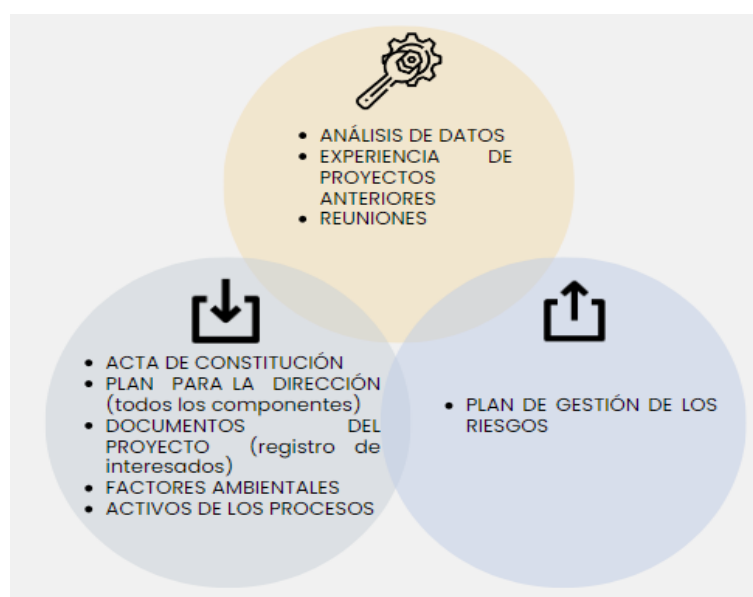 • ANÁLISIS DE DATOS
• EXPERIENCIA DE
PROYECTOS
ANTERIORES
• REUNIONES
• ACTA DE CONSTITUCIÓN
• PLAN PARA LA DIRECCIÓN
(todos los componentes)
• DOCUMENTOS DEL
PROYECTO (registro de
interesados)
• FACTORES AMBIENTALES
• ACTIVOS DE LOS PROCESOS
• PLAN DE GESTIÓN DE LOS
RIESGOS